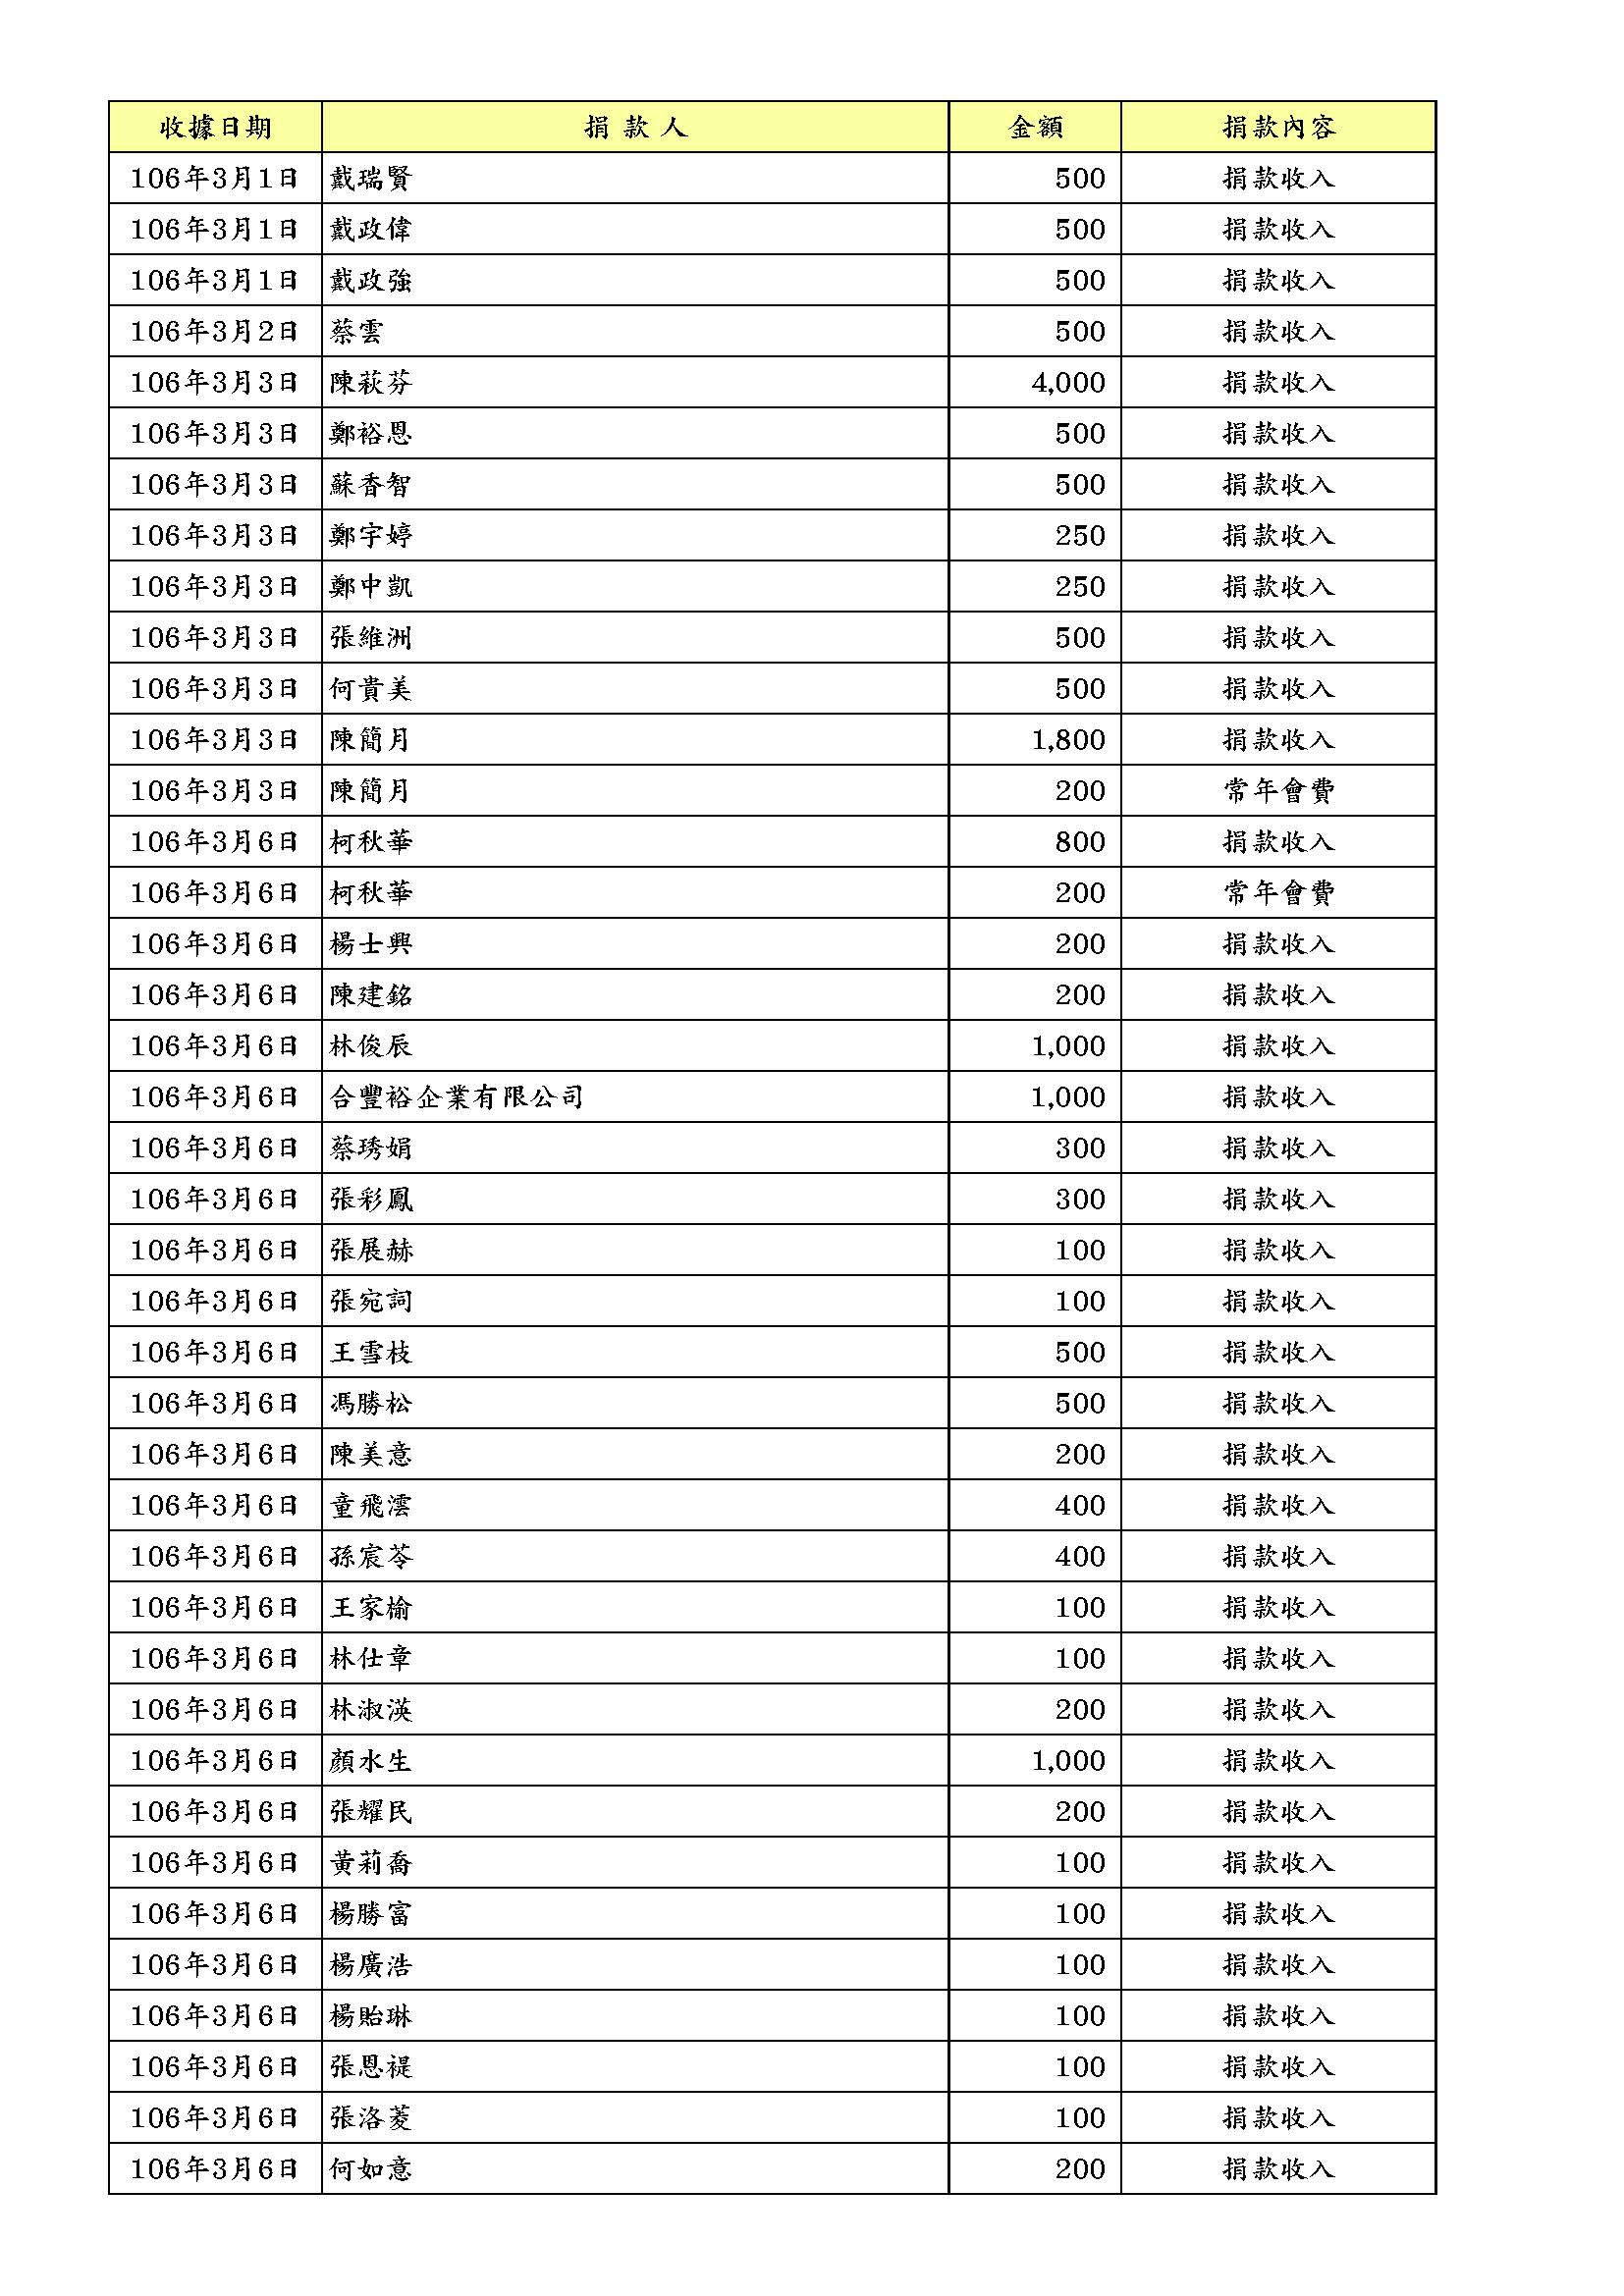 收據日期 捐 款 人 金額 捐款內容
106年3月1日 戴瑞賢 500 捐款收入
106年3月1日 戴政偉 500 捐款收入
106年3月1日 戴政強 500 捐款收入
106年3月2日 蔡雲 500 捐款收入
106年3月3日 陳萩芬 4,000 捐款收入
106年3月3日 鄭裕恩 500 捐款收入
106年3月3日 蘇香智 500 捐款收入
106年3月3日 鄭宇婷 250 捐款收入
106年3月3日 鄭中凱 250 捐款收入
106年3月3日 張維洲 500 捐款收入
106年3月3日 何貴美 500 捐款收入
106年3月3日 陳簡月 1,800 捐款收入
106年3月3日 陳簡月 200 常年會費
106年3月6日 柯秋華 800 捐款收入
106年3月6日 柯秋華 200 常年會費
106年3月6日 楊士興 200 捐款收入
106年3月6日 陳建銘 200 捐款收入
106年3月6日 林俊辰 1,000 捐款收入
106年3月6日 合豐裕企業有限公司 1,000 捐款收入
106年3月6日 蔡琇娟 300 捐款收入
106年3月6日 張彩鳳 300 捐款收入
106年3月6日 張展赫 100 捐款收入
106年3月6日 張宛詞 100 捐款收入
106年3月6日 王雪枝 500 捐款收入
106年3月6日 馮勝松 500 捐款收入
106年3月6日 陳美意 200 捐款收入
106年3月6日 童飛澐 400 捐款收入
106年3月6日 孫宸苓 400 捐款收入
106年3月6日 王家榆 100 捐款收入
106年3月6日 林仕章 100 捐款收入
106年3月6日 林淑渶 200 捐款收入
106年3月6日 顏水生 1,000 捐款收入
106年3月6日 張耀民 200 捐款收入
106年3月6日 黃莉喬 100 捐款收入
106年3月6日 楊勝富 100 捐款收入
106年3月6日 楊廣浩 100 捐款收入
106年3月6日 楊貽琳 100 捐款收入
106年3月6日 張恩禔 100 捐款收入
106年3月6日 張洛菱 100 捐款收入
106年3月6日 何如意 200 捐款收入